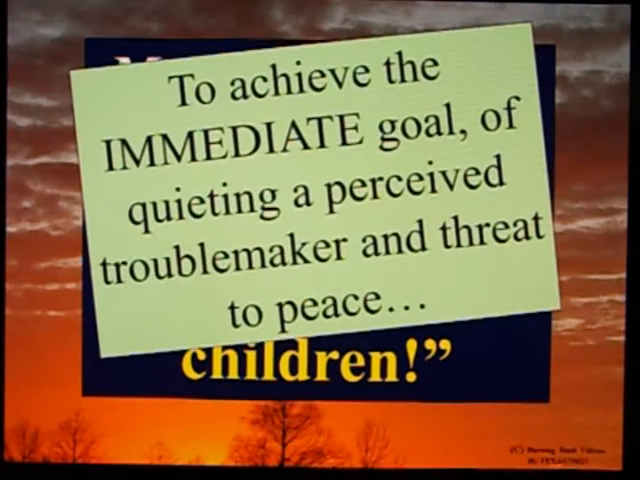 To achieve the
IMMEDIATE goal, of
quieting a perceived
troublemaker and threat
to peace…
children!”